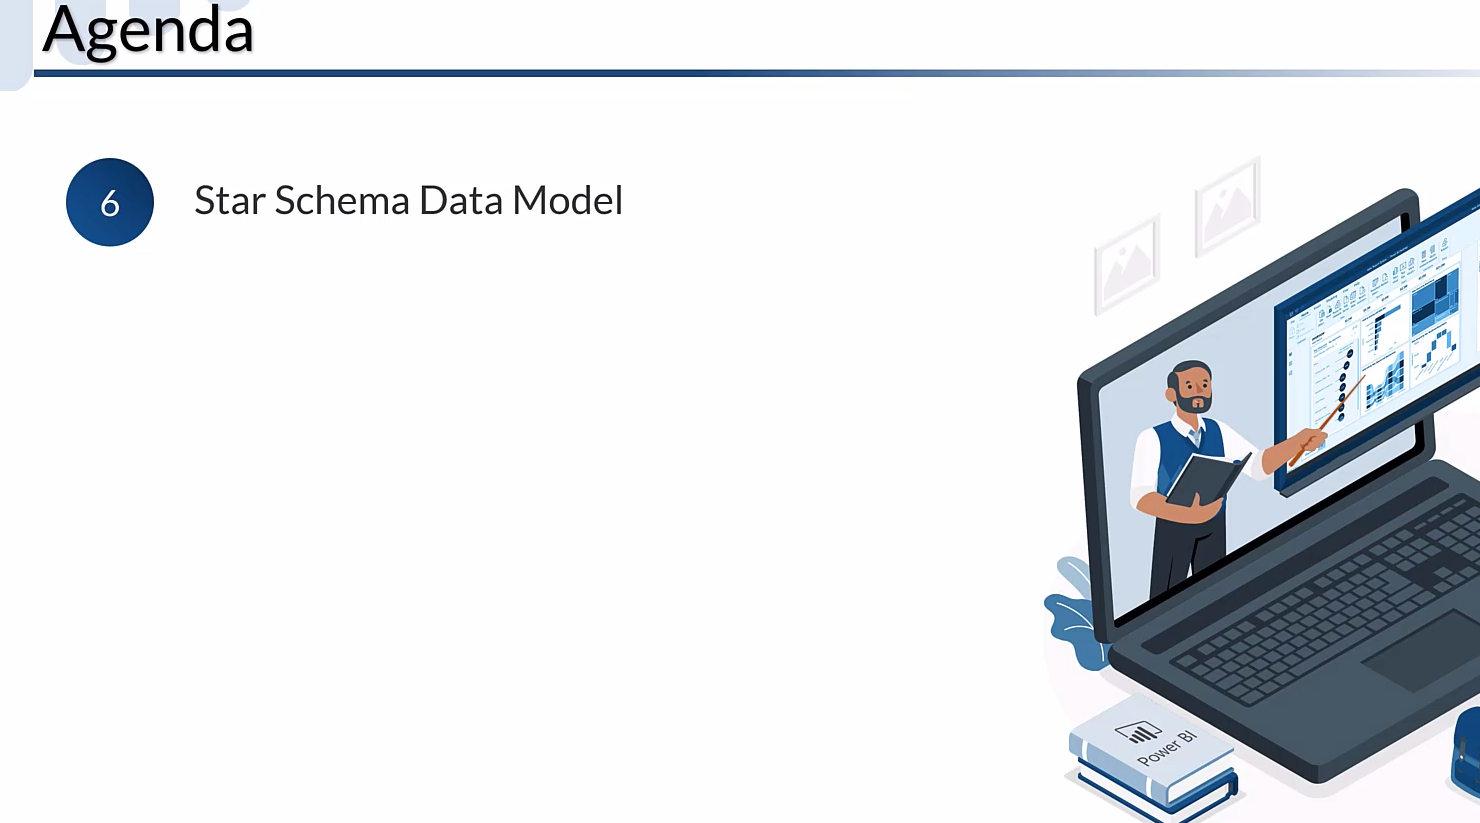 Agenda
6
Star Schema Data Model
Power BI